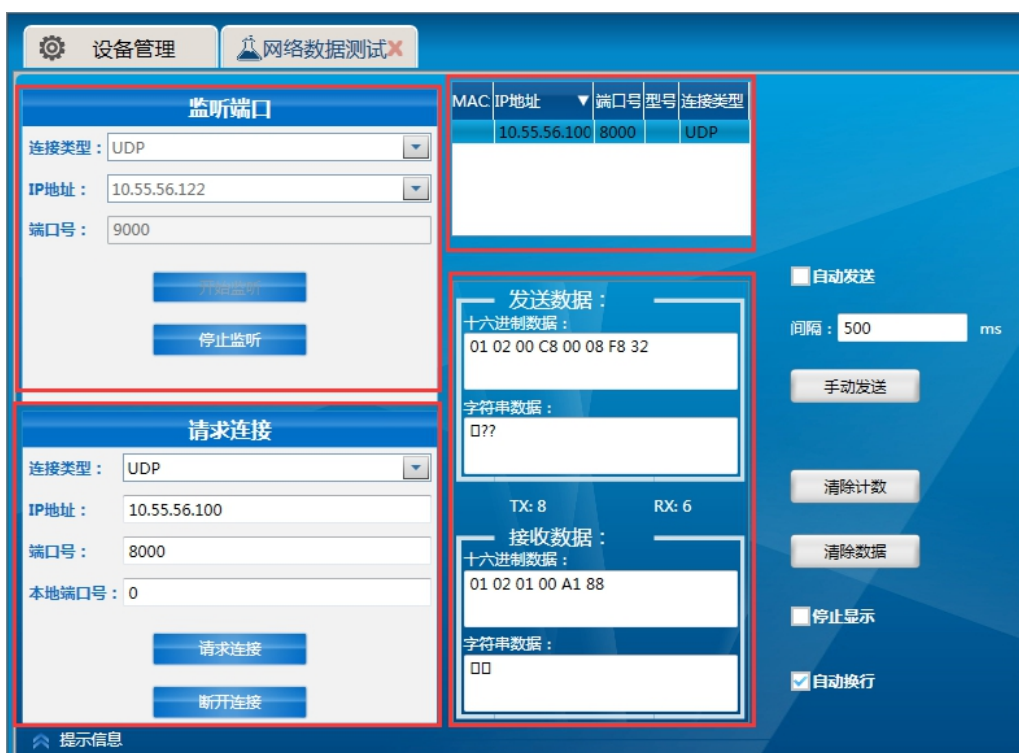 设备管理
网络数据测试
监听端口
连接类型：UDP
IP地址： 10.55.56.122
端口号： 9000
开始监听
停止监听
请求连接
连接类型： UDP
IP地址： 10.55.56.100
端口号： 8000
本地端口号： 0
请求连接
断开连接
提示信息
MAC IP地址 ▼ 端口号 型号 连接类型
10.55.56.100 8000 UDP
发送数据：
十六进制数据：
01 02 00 C8 00 08 F8 32
字符串数据：
▯??
TX: 8 RX: 6
接收数据：
十六进制数据：
01 02 01 00 A1 88
字符串数据：
▯▯
自动发送
间隔： 500 ms
手动发送
清除计数
清除数据
停止显示
自动换行